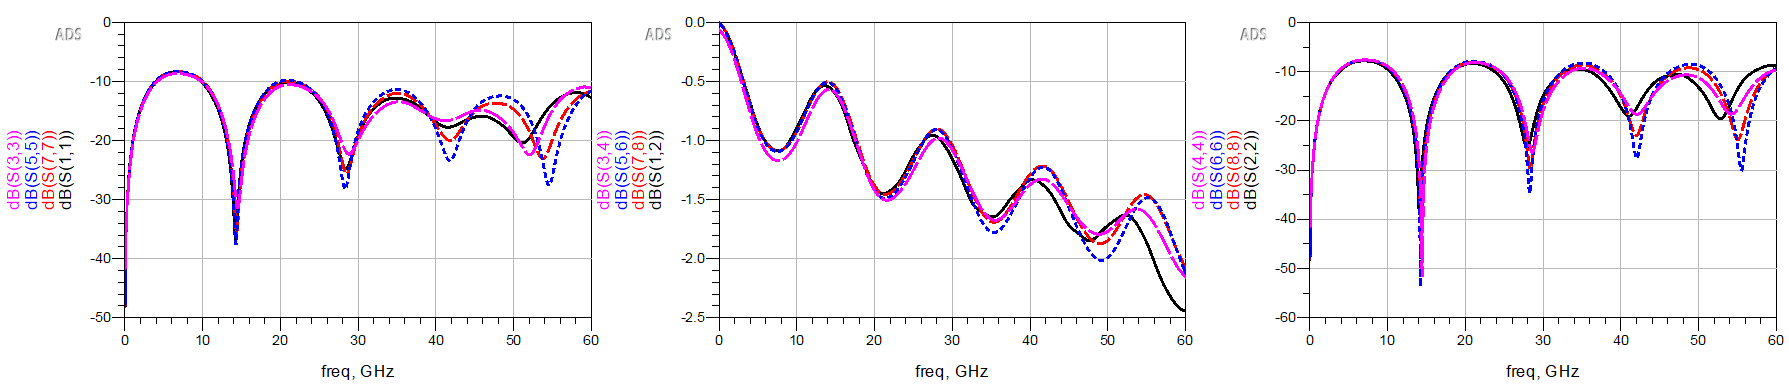 ADS
0
-10
-20
-30
-40
-50
0 10 20 30 40 50 60
freq, GHz
dB(S(3,3))
dB(S(5,5))
dB(S(7,7))
dB(S(1,1))
ADS
0.0
-0.5
-1.0
-1.5
-2.0
-2.5
0 10 20 30 40 50 60
freq, GHz
dB(S(3,4))
dB(S(5,6))
dB(S(7,8))
dB(S(1,2))
ADS
0
-10
-20
-30
-40
-50
-60
0 10 20 30 40 50 60
freq, GHz
dB(S(4,4))
dB(S(6,6))
dB(S(8,8))
dB(S(2,2))